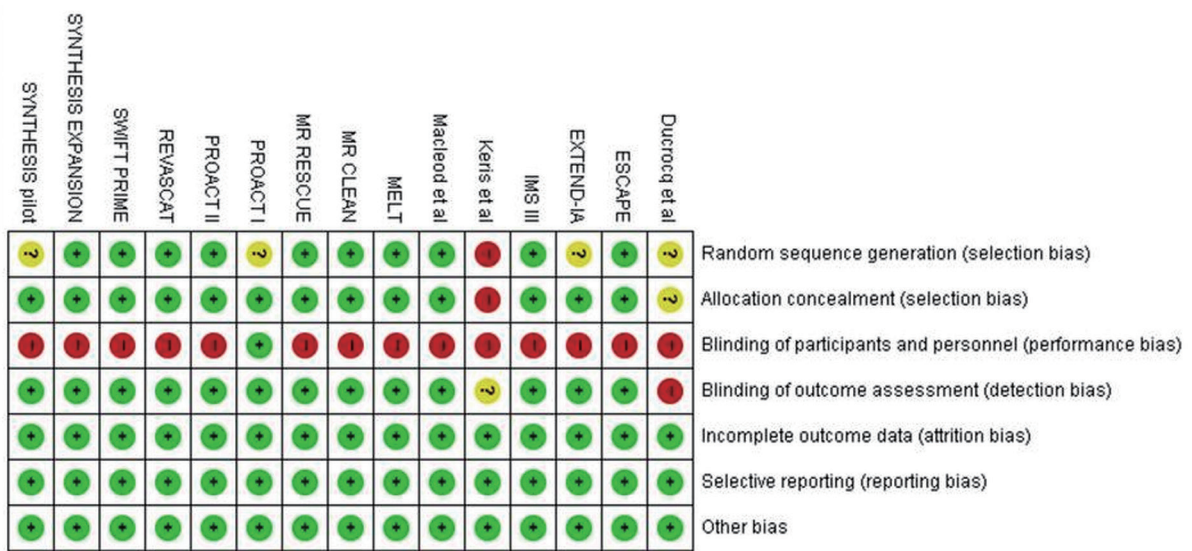 SYNTHESIS pilot
SYNTHESIS EXPANSION
SWIFT PRIME
REVASCAT
PROACT II
PROACT I
MR RESCUE
MR CLEAN
MELT
Macleod et al
Keris et al
IMS III
EXTEND-IA
ESCAPE
Ducrocq et al
? + + + + ? + + + + - + ? + ? Random sequence generation (selection bias)
+ + + + + + + + + + - + + + ? Allocation concealment (selection bias)
- - - - - + - - - - - - - - - Blinding of participants and personnel (performance bias)
+ + + + + + + + + + ? + + + - Blinding of outcome assessment (detection bias)
+ + + + + + + + + + + + + + + Incomplete outcome data (attrition bias)
+ + + + + + + + + + + + + + + Selective reporting (reporting bias)
+ + + + + + + + + + + + + + + Other bias